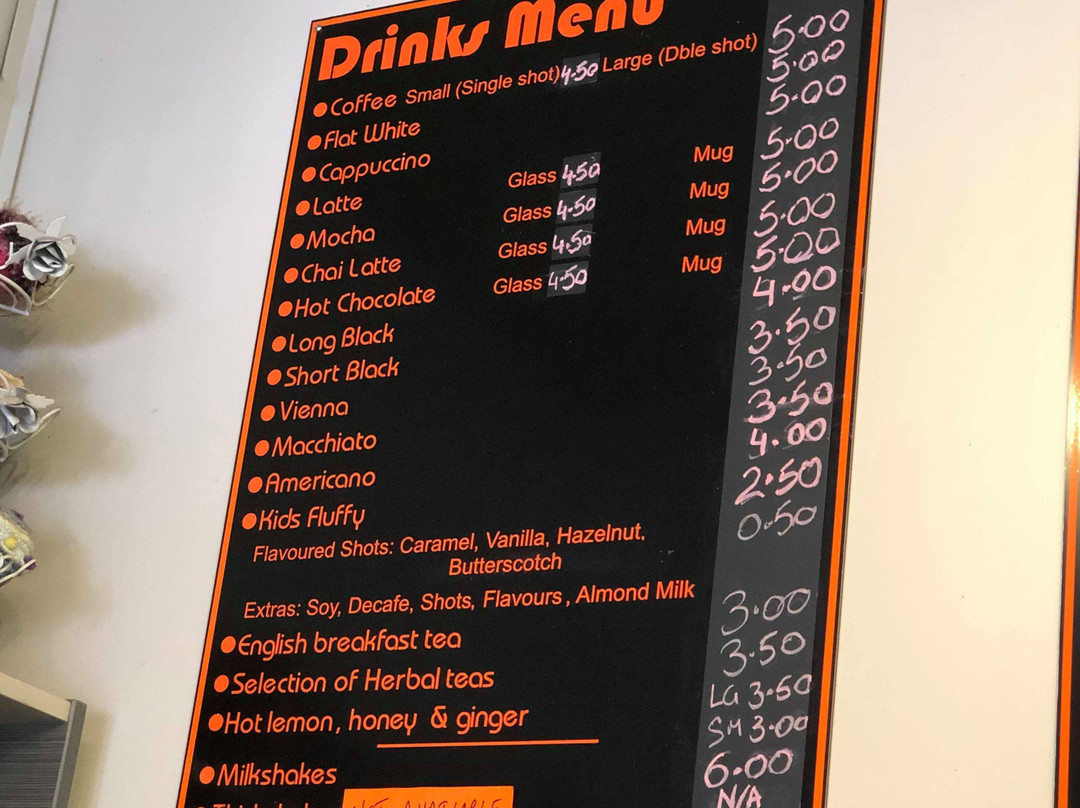 Drinks Menu
Coffee Small (Single shot) 4.50 Large (Dble shot) 5.00
Flat White 5.00
Cappuccino 5.00
Latte Glass 4.50 Mug 5.00
Mocha Glass 4.50 Mug 5.00
Chai Latte Glass 4.50 Mug 5.00
Hot Chocolate Glass 4.50 Mug 5.00
Long Black 4.00
Short Black 3.50
Vienna 3.50
Macchiato 3.50
Americano 4.00
Kids Fluffy 2.50
Flavoured Shots: Caramel, Vanilla, Hazelnut, 0.50
Butterscotch
Extras: Soy, Decafe, Shots, Flavours, Almond Milk
English breakfast tea 3.00
Selection of Herbal teas 3.50
Hot lemon, honey & ginger LG 3.50
SM 3.00
Milkshakes 6.00
NOT AVAILABLE N/A